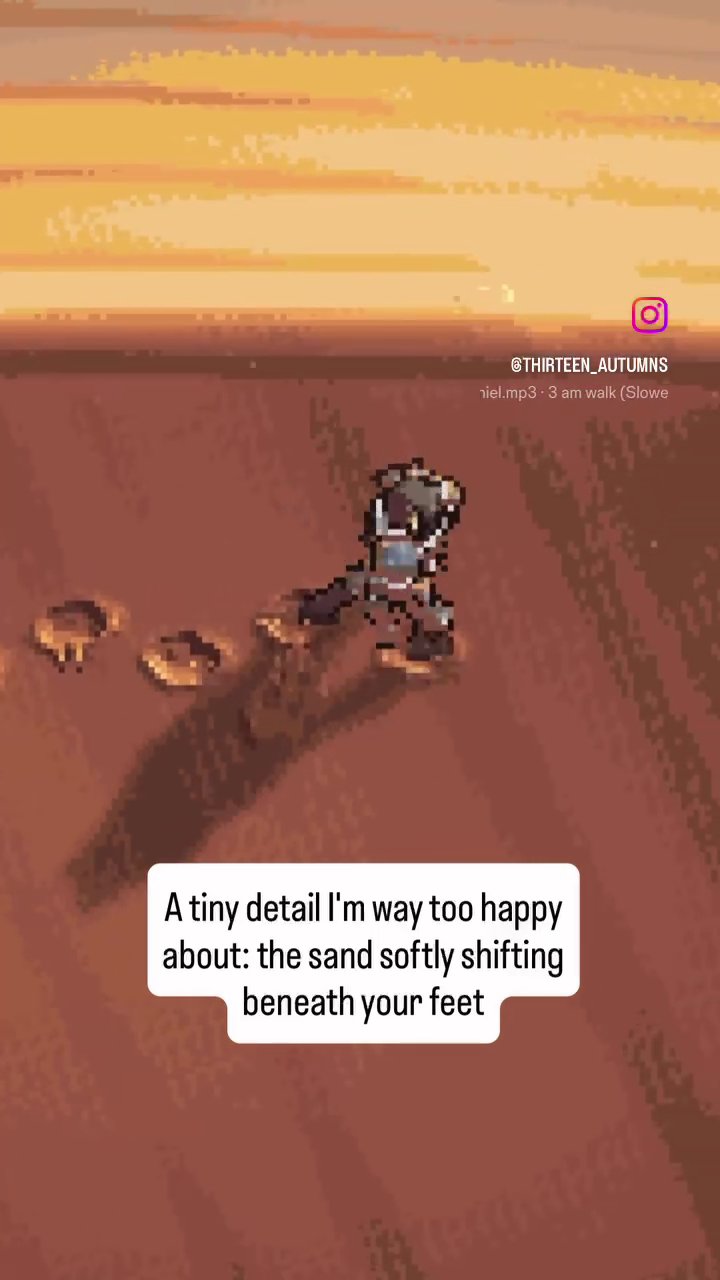 @THIRTEEN_AUTUMNS
niel.mp3 · 3 am walk (Slowe
A tiny detail I'm way too happy
about: the sand softly shifting
beneath your feet